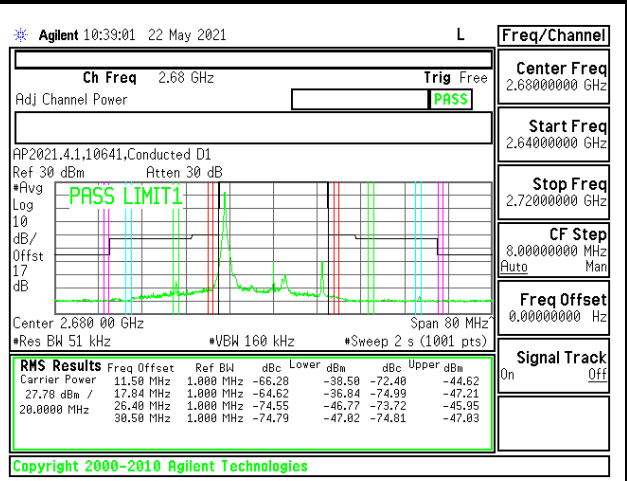 Agilent 10:39:01 22 May 2021 L
Freq/Channel
Ch Freq 2.68 GHz Trig Free
Adj Channel Power PASS
Center Freq
2.68000000 GHz
Start Freq
2.64000000 GHz
Stop Freq
2.72000000 GHz
CF Step
8.00000000 MHz
Auto Man
Freq Offset
0.00000000 Hz
Signal Track
On Off
AP2021.4.1,10641,Conducted D1
Ref 30 dBm Atten 30 dB
#Avg
Log
10
dB/
Offst
17
dB
PASS LIMIT1
Center 2.680 00 GHz Span 80 MHz^
#Res BW 51 kHz #VBW 160 kHz #Sweep 2 s (1001 pts)
RMS Results Freq Offset Ref BW dBc Lower dBm dBc Upper dBm
Carrier Power 11.50 MHz 1.000 MHz -66.28 -38.50 -72.40 -44.62
27.78 dBm / 17.84 MHz 1.000 MHz -64.62 -36.84 -74.99 -47.21
20.0000 MHz 26.40 MHz 1.000 MHz -74.55 -46.77 -73.72 -45.95
30.50 MHz 1.000 MHz -74.79 -47.02 -74.81 -47.03
Copyright 2000-2010 Agilent Technologies